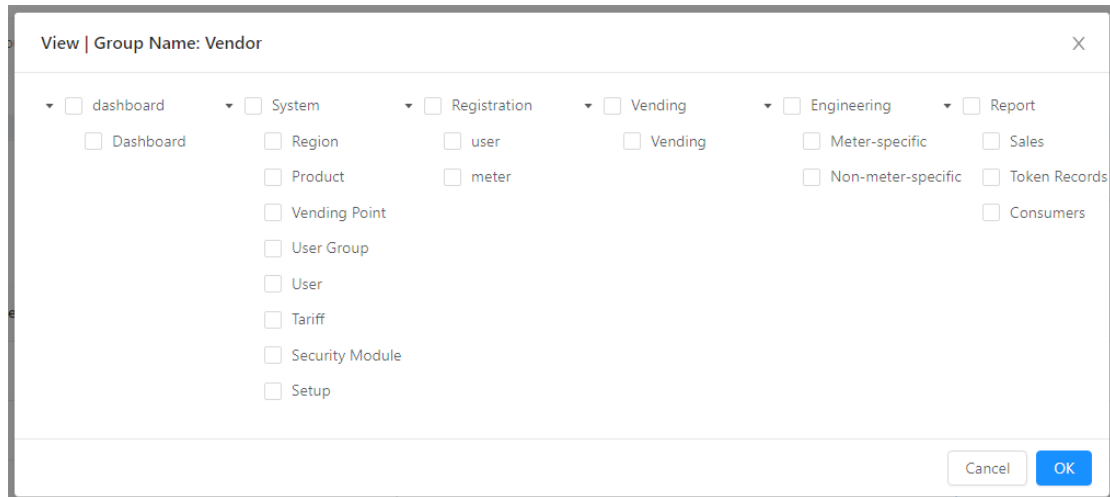 View | Group Name: Vendor
dashboard
Dashboard
System
Region
Product
Vending Point
User Group
User
Tariff
Security Module
Setup
Registration
user
meter
Vending
Vending
Engineering
Meter-specific
Non-meter-specific
Report
Sales
Token Records
Consumers
Cancel
OK